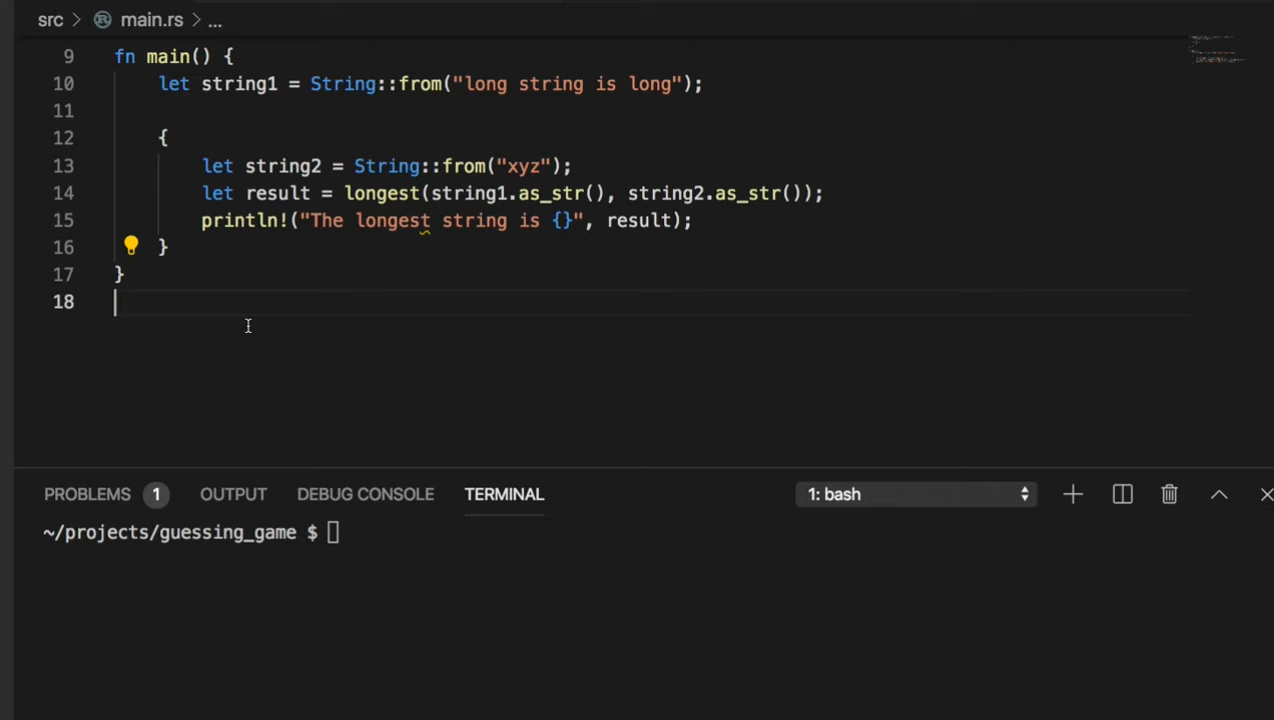 src > main.rs > ...
9 fn main() {
10 let string1 = String::from("long string is long");
11
12 {
13 let string2 = String::from("xyz");
14 let result = longest(string1.as_str(), string2.as_str());
15 println!("The longest string is {}", result);
16 }
17 }
18
PROBLEMS 1 OUTPUT DEBUG CONSOLE TERMINAL 1: bash
~/projects/guessing_game $